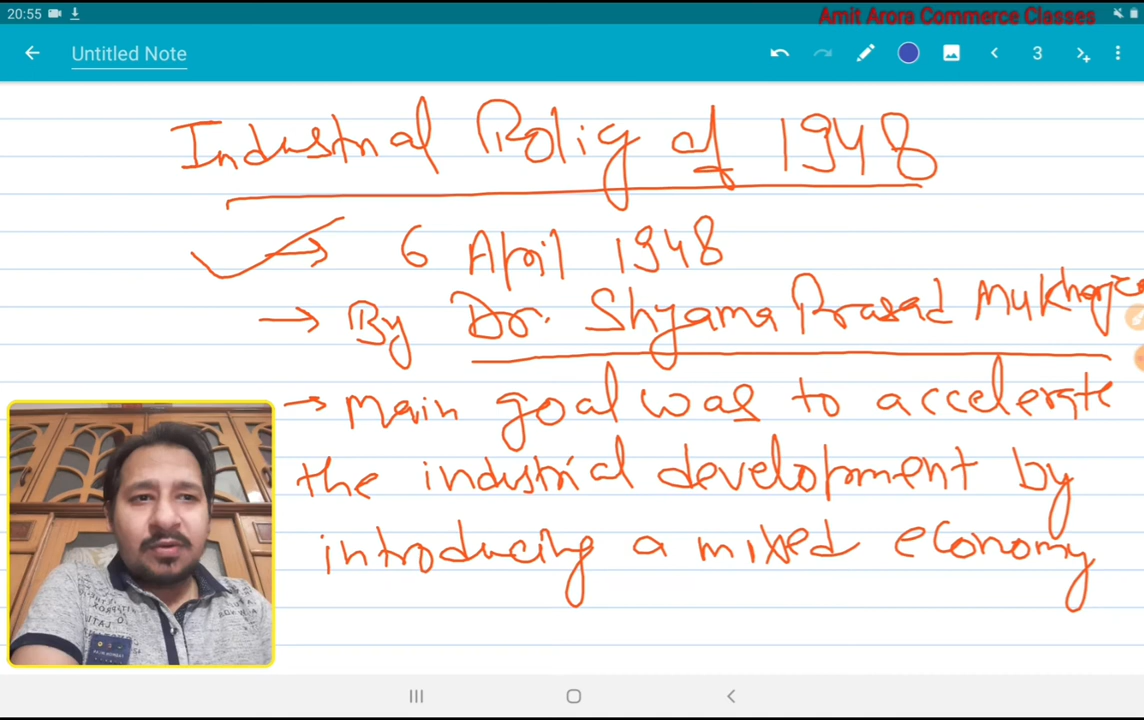 20:55
Amit Arora Commerce Classes
Untitled Note
3
Industrial Policy of 1948
→ 6 April 1948
→ By Dr. Shyama Prasad Mukherjee
→ Main goal was to accelerate
the industrial development by
introducing a mixed economy